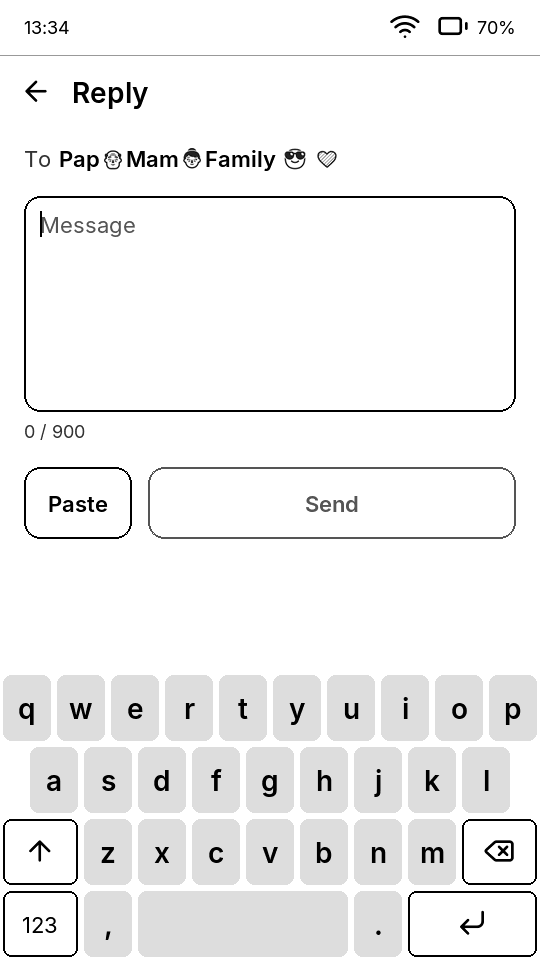 13:34 70%
Reply
To Pap👴Mam👵Family 😎 💛
Message
0 / 900
Paste Send
q w e r t y u i o p
a s d f g h j k l
z x c v b n m
123 , .